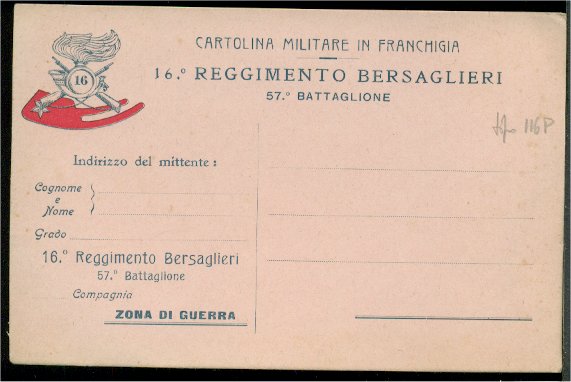 CARTOLINA MILITARE IN FRANCHIGIA
16.° REGGIMENTO BERSAGLIERI
57.° BATTAGLIONE
16
116P
Indirizzo del mittente:
Cognome
e
Nome
Grado
16.° Reggimento Bersaglieri
57.° Battaglione
Compagnia
ZONA DI GUERRA